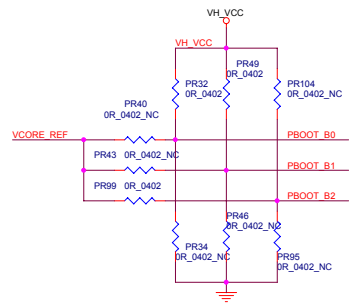 VH_VCC
VH_VCC
PR49
0R_0402
PR32
0R_0402
PR104
0R_0402_NC
PR40
0R_0402_NC
VCORE_REF
PBOOT_B0
PR43 0R_0402_NC
PBOOT_B1
PR99 0R_0402
PBOOT_B2
PR46
0R_0402_NC
PR34
0R_0402_NC
PR95
0R_0402_NC